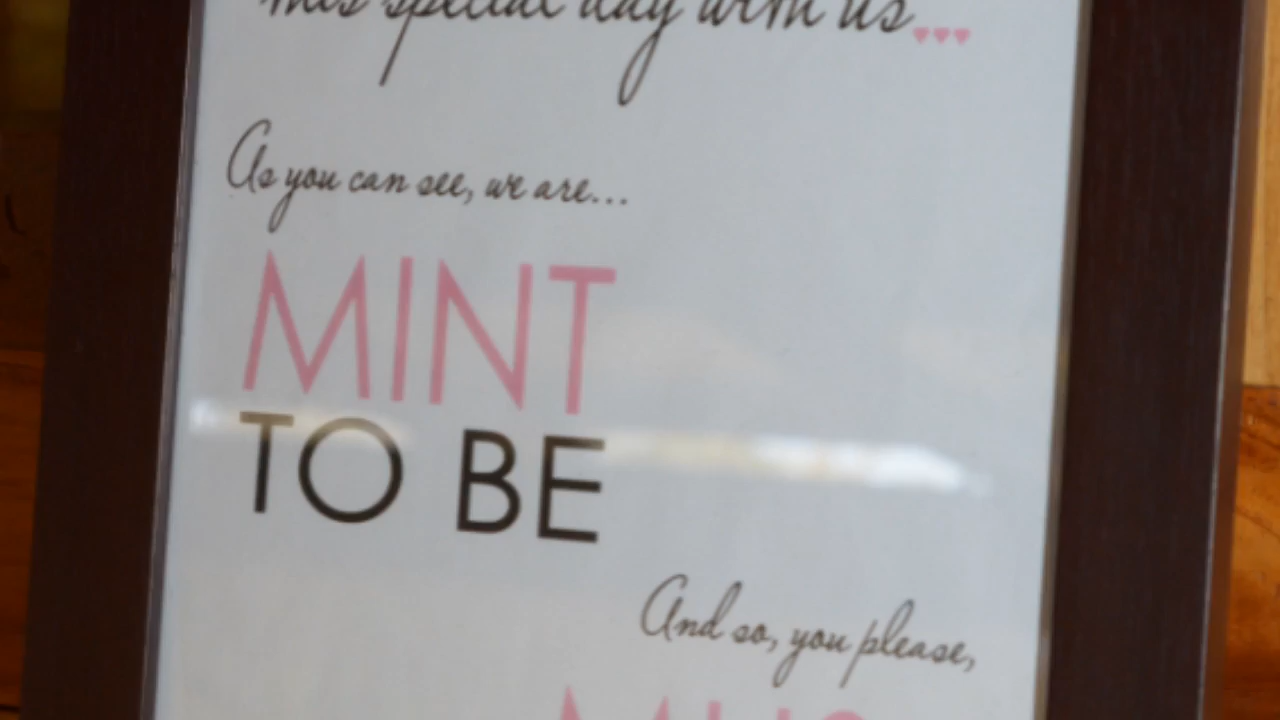 this special day with us...
As you can see, we are...
MINT
TO BE
And so, you please,